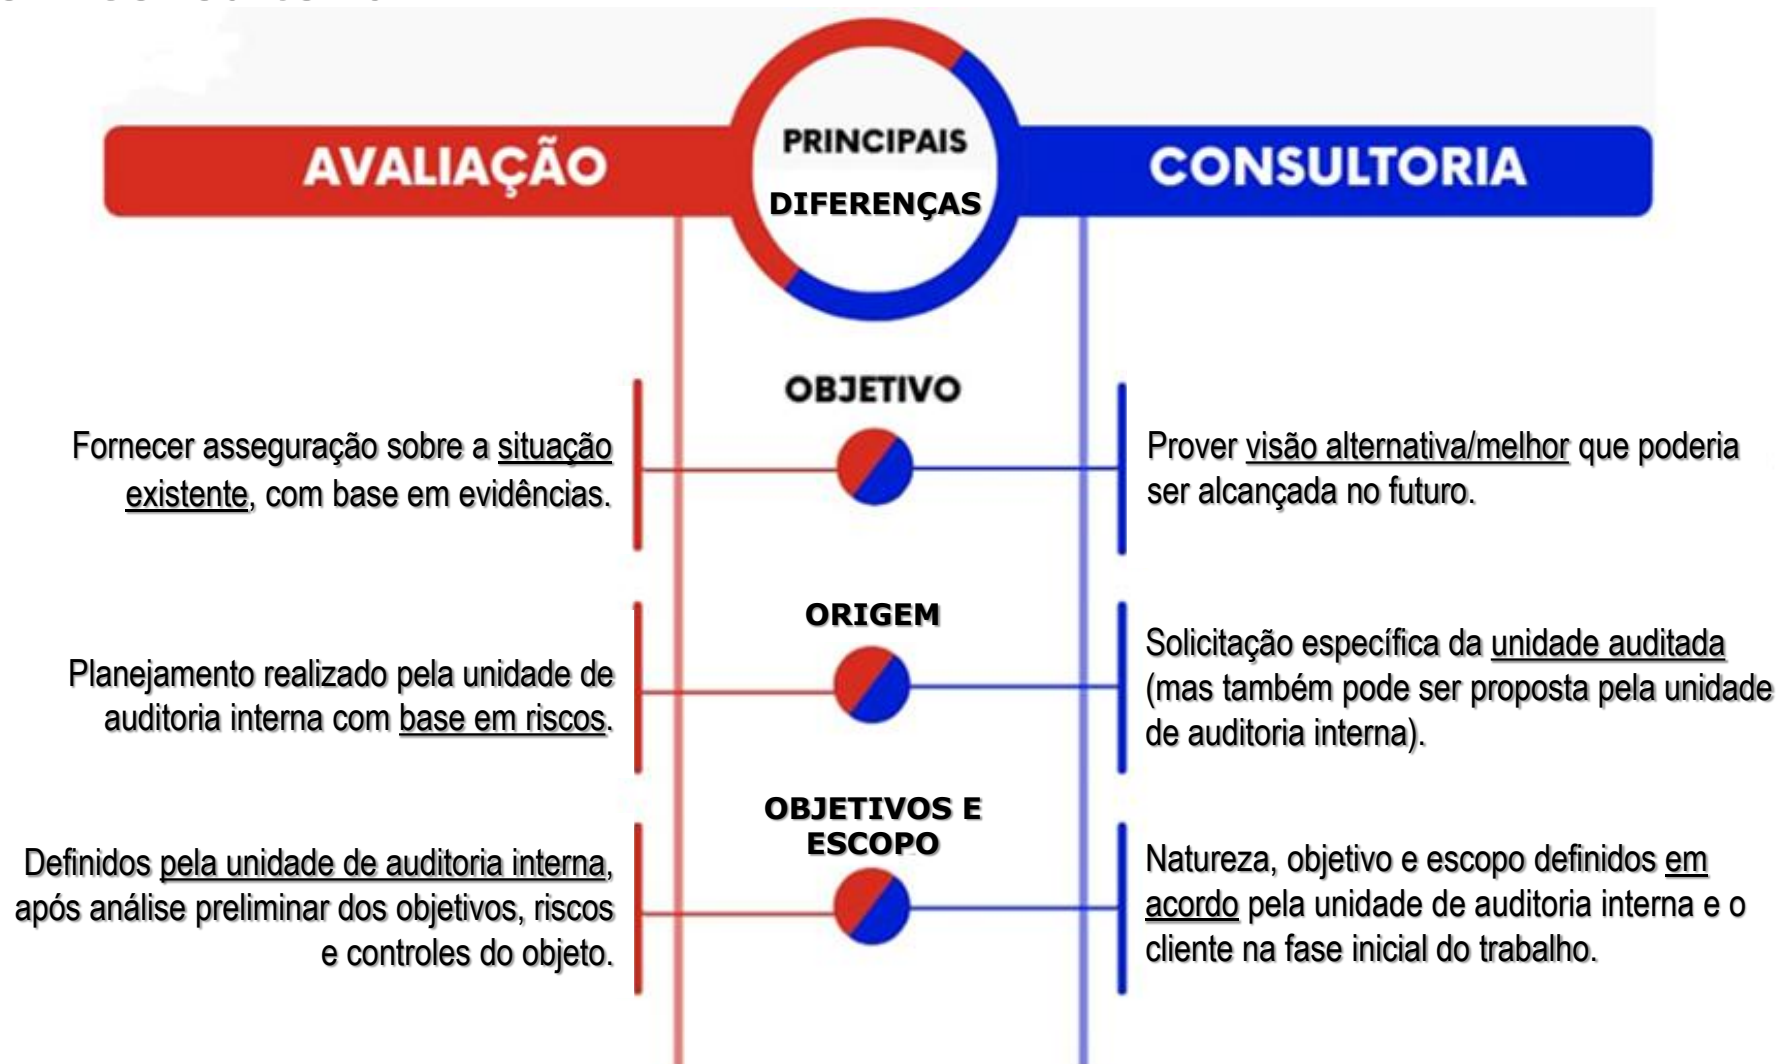 PRINCIPAIS
DIFERENÇAS
AVALIAÇÃO
CONSULTORIA
OBJETIVO
Fornecer asseguração sobre a situação
existente, com base em evidências.
Prover visão alternativa/melhor que poderia
ser alcançada no futuro.
ORIGEM
Planejamento realizado pela unidade de
auditoria interna com base em riscos.
Solicitação específica da unidade auditada
(mas também pode ser proposta pela unidade
de auditoria interna).
OBJETIVOS E
ESCOPO
Definidos pela unidade de auditoria interna,
após análise preliminar dos objetivos, riscos
e controles do objeto.
Natureza, objetivo e escopo definidos em
acordo pela unidade de auditoria interna e o
cliente na fase inicial do trabalho.